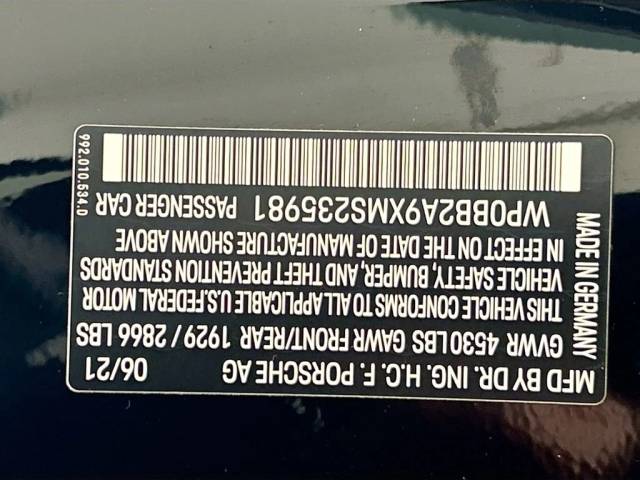 MFD BY DR. ING. H.C. F. PORSCHE AG 06/21
GVWR 4530 LBS GAWR FRONT/REAR 1929 / 2866 LBS
THIS VEHICLE CONFORMS TO ALL APPLICABLE U.S. FEDERAL MOTOR
VEHICLE SAFETY, BUMPER, AND THEFT PREVENTION STANDARDS
IN EFFECT ON THE DATE OF MANUFACTURE SHOWN ABOVE
MADE IN GERMANY
WP0BB2A9XMS235981 PASSENGER CAR
992.010.534.D